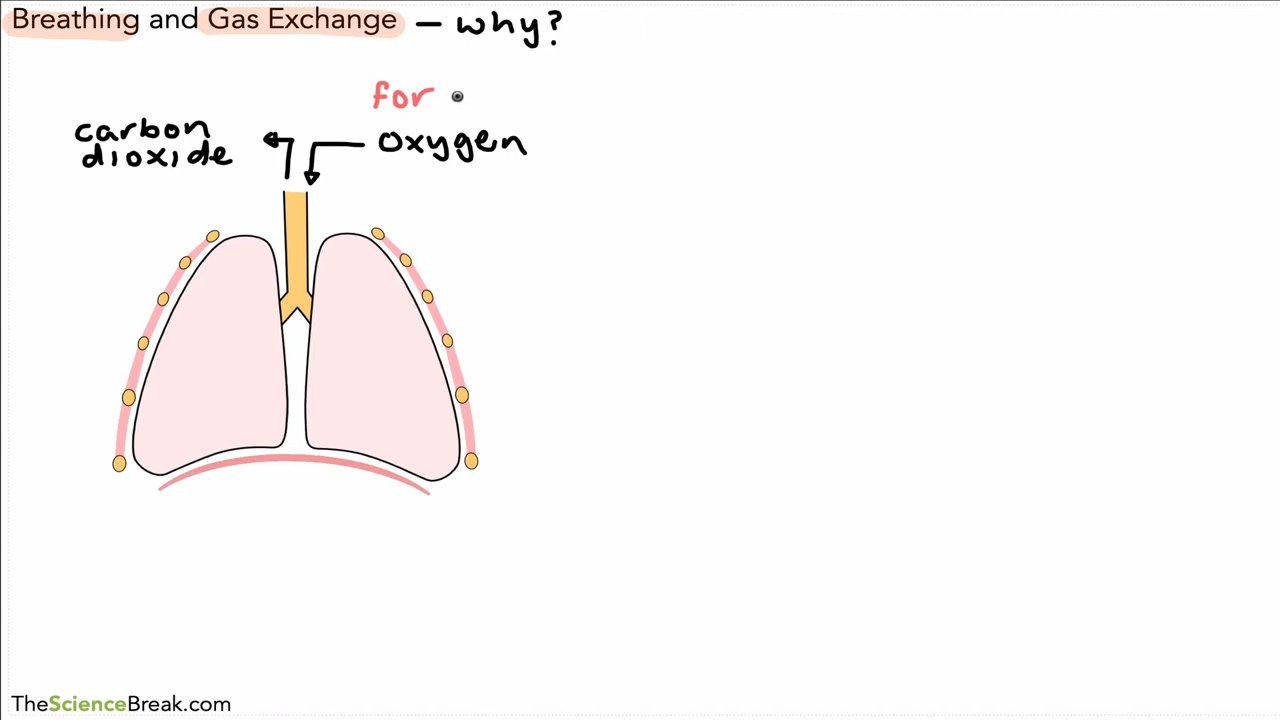 Breathing and Gas Exchange – why?
for
carbon
dioxide
oxygen
TheScienceBreak.com